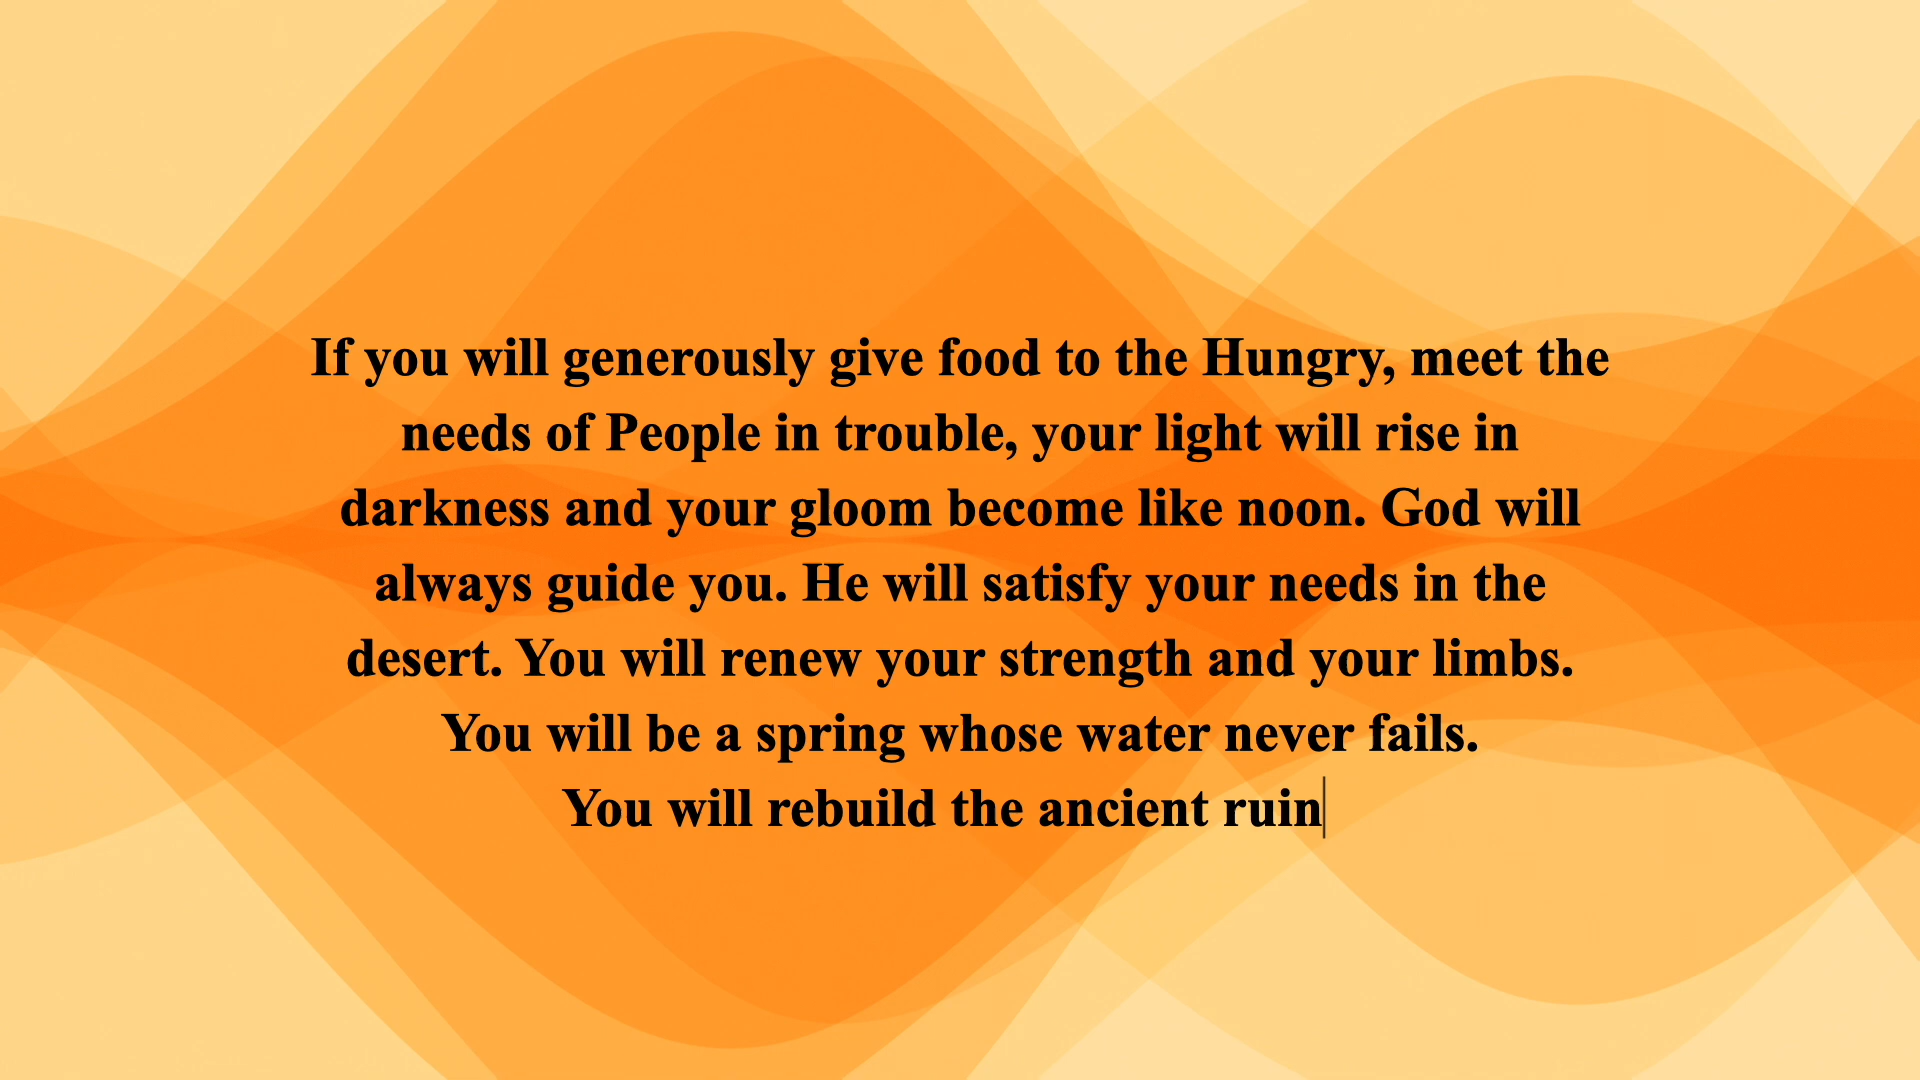 If you will generously give food to the Hungry, meet the
needs of People in trouble, your light will rise in
darkness and your gloom become like noon. God will
always guide you. He will satisfy your needs in the
desert. You will renew your strength and your limbs.
You will be a spring whose water never fails.
You will rebuild the ancient ruin